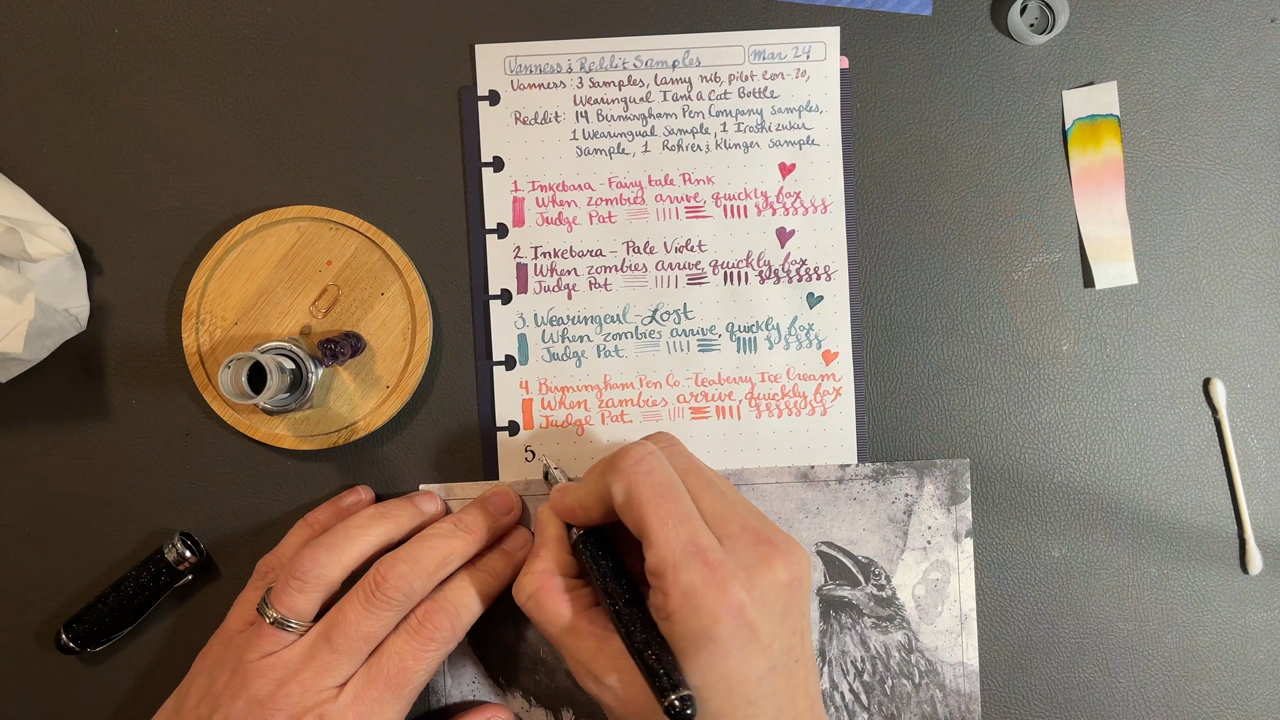 Vanness & Reddit Samples Mar 24
Vanness: 3 Samples, Lamy nib, pilot Con-70,
Wearingual I am a Cat Bottle
Reddit: 14 Birmingham Pen Company samples,
1 Wearingual Sample, 1 Iroshizuku
Sample, 1 Rohrer & Klinger Sample
1. Inkebara - Fairy tale Pink
When zombies arrive, quickly fax
Judge Pat
2. Inkebara - Pale Violet
When zombies arrive, quickly fax
Judge Pat
3. Wearingeul - Lost
When zombies arrive, quickly fax
Judge Pat.
4. Birmingham Pen Co. - Teaberry Ice Cream
When zombies arrive, quickly fax
Judge Pat.
5.